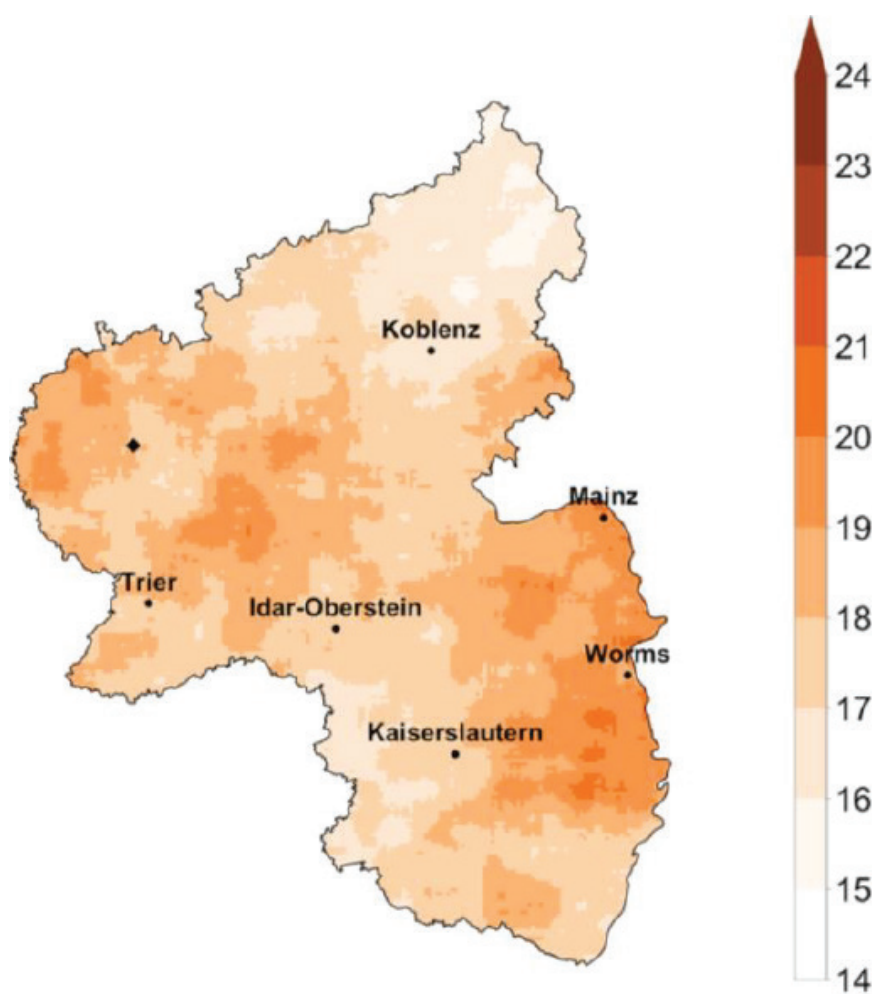 24
23
22
21
20
19
18
17
16
15
14
Koblenz
Mainz
Trier
Idar-Oberstein
Worms
Kaiserslautern